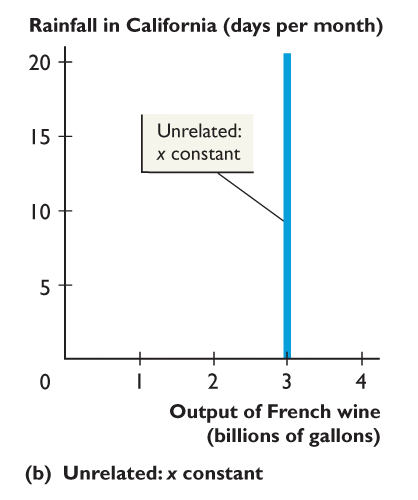 Rainfall in California (days per month)
20
15
10
5
0
Unrelated:
x constant
1 2 3 4
Output of French wine
(billions of gallons)
(b) Unrelated: x constant